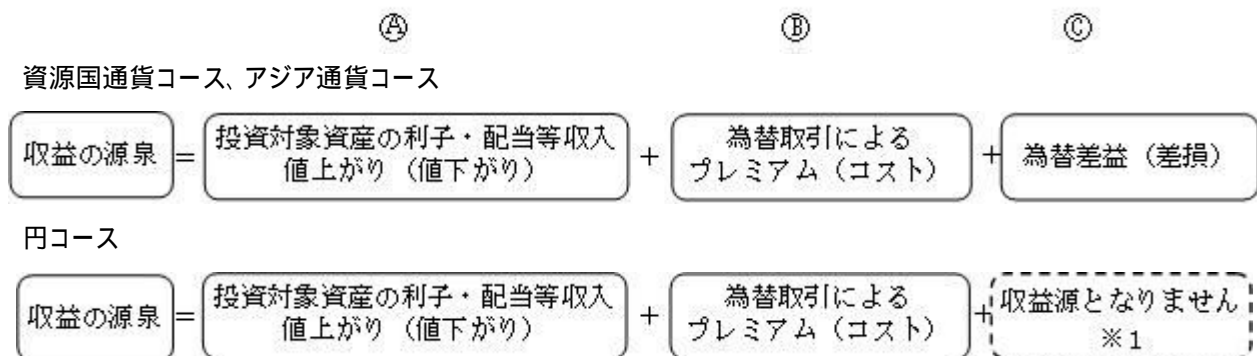 Ⓐ Ⓑ Ⓒ
資源国通貨コース、アジア通貨コース
収益の源泉 = 投資対象資産の利子・配当等収入 + 為替取引による + 為替差益（差損）
値上がり（値下がり） プレミアム（コスト）
円コース
収益の源泉 = 投資対象資産の利子・配当等収入 + 為替取引による + 収益源となりません
値上がり（値下がり） プレミアム（コスト） ※1